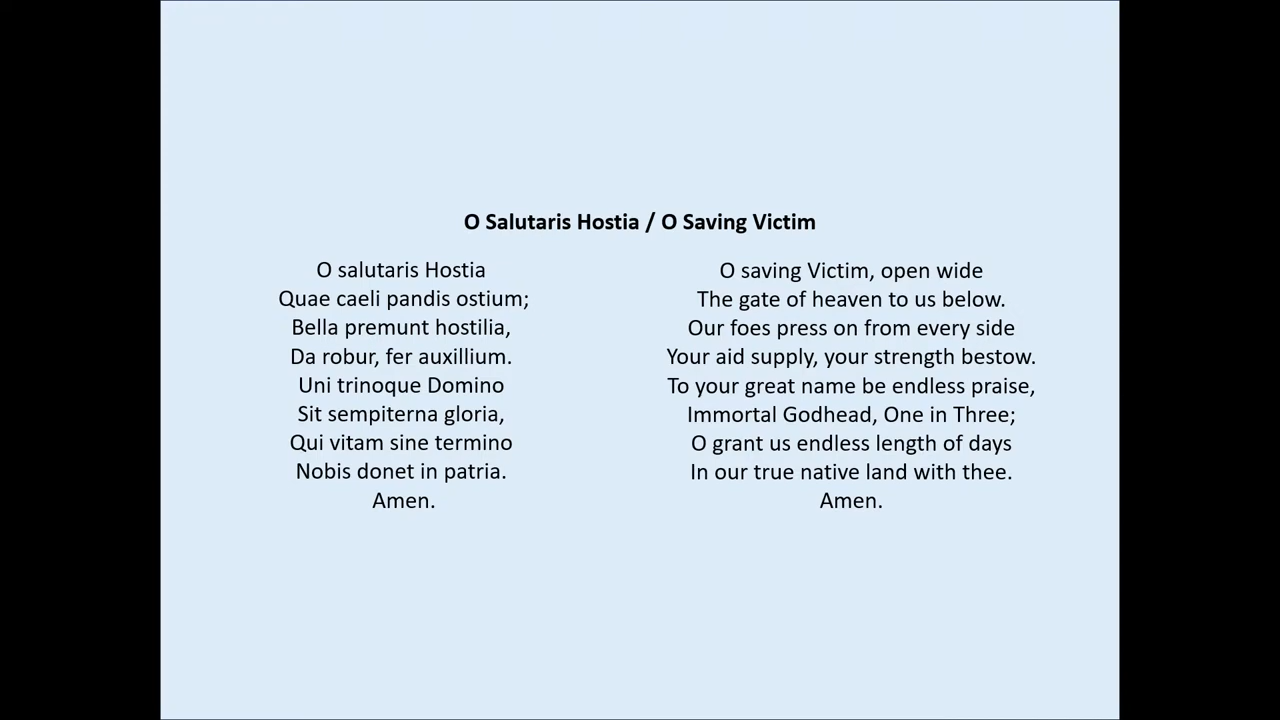 O Salutaris Hostia / O Saving Victim
O salutaris Hostia
Quae caeli pandis ostium;
Bella premunt hostilia,
Da robur, fer auxillium.
Uni trinoque Domino
Sit sempiterna gloria,
Qui vitam sine termino
Nobis donet in patria.
Amen.
O saving Victim, open wide
The gate of heaven to us below.
Our foes press on from every side
Your aid supply, your strength bestow.
To your great name be endless praise,
Immortal Godhead, One in Three;
O grant us endless length of days
In our true native land with thee.
Amen.